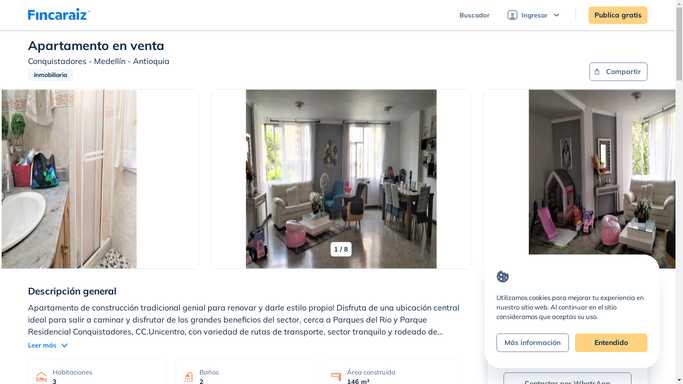 Fincaraiz
Buscador
Ingresar
Publica gratis
Apartamento en venta
Conquistadores - Medellín - Antioquia
Inmobiliaria
Compartir
1 / 8
Descripción general
Apartamento de construcción tradicional genial para renovar y darle estilo propio! Disfruta de una ubicación central
ideal para salir a caminar y disfrutar de los grandes beneficios del sector, cerca a Parques del Río y Parque
Residencial Conquistadores, CC.Unicentro, con variedad de rutas de transporte, sector tranquilo y rodeado de...
Leer más
Habitaciones
3
Baños
2
Área construida
146 m²
Utilizamos cookies para mejorar tu experiencia en
nuestro sitio web. Al continuar en el sitio
consideramos que aceptas su uso.
Más información
Entendido
Contactar por WhatsApp